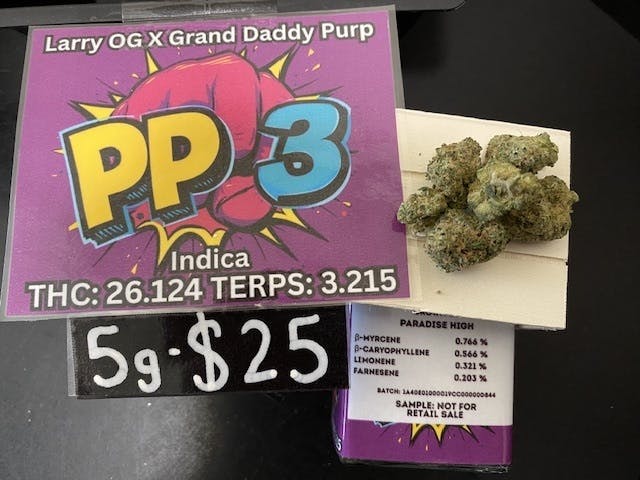 Larry OG X Grand Daddy Purp
PP 3
Indica
THC: 26.124 TERPS: 3.215
5g - $25
PARADISE HIGH
β-MYRCENE 0.766 %
β-CARYOPHYLLENE 0.566 %
LIMONENE 0.321 %
FARNESENE 0.203 %
SAMPLE: NOT FOR
RETAIL SALE